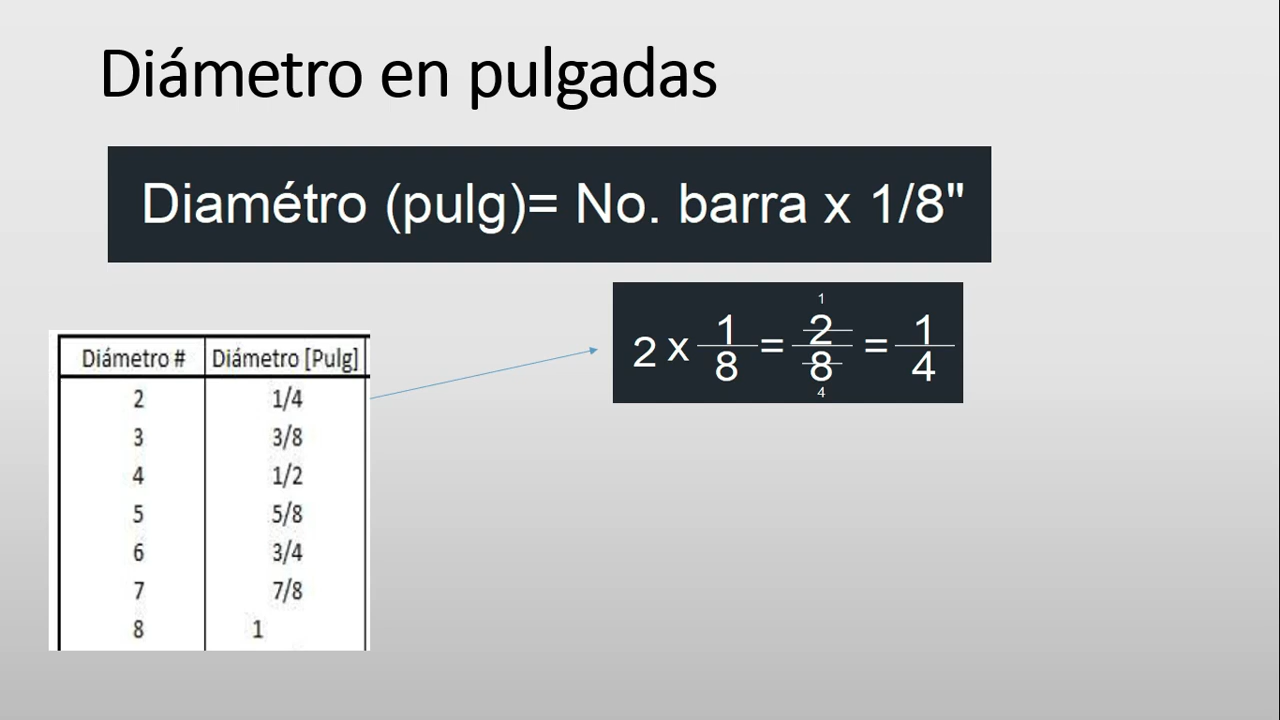 Diámetro en pulgadas
Diamétro (pulg)= No. barra x 1/8"
2 x 1/8 = 2/8 = 1/4
1
4
Diámetro # Diámetro [Pulg]
2 1/4
3 3/8
4 1/2
5 5/8
6 3/4
7 7/8
8 1